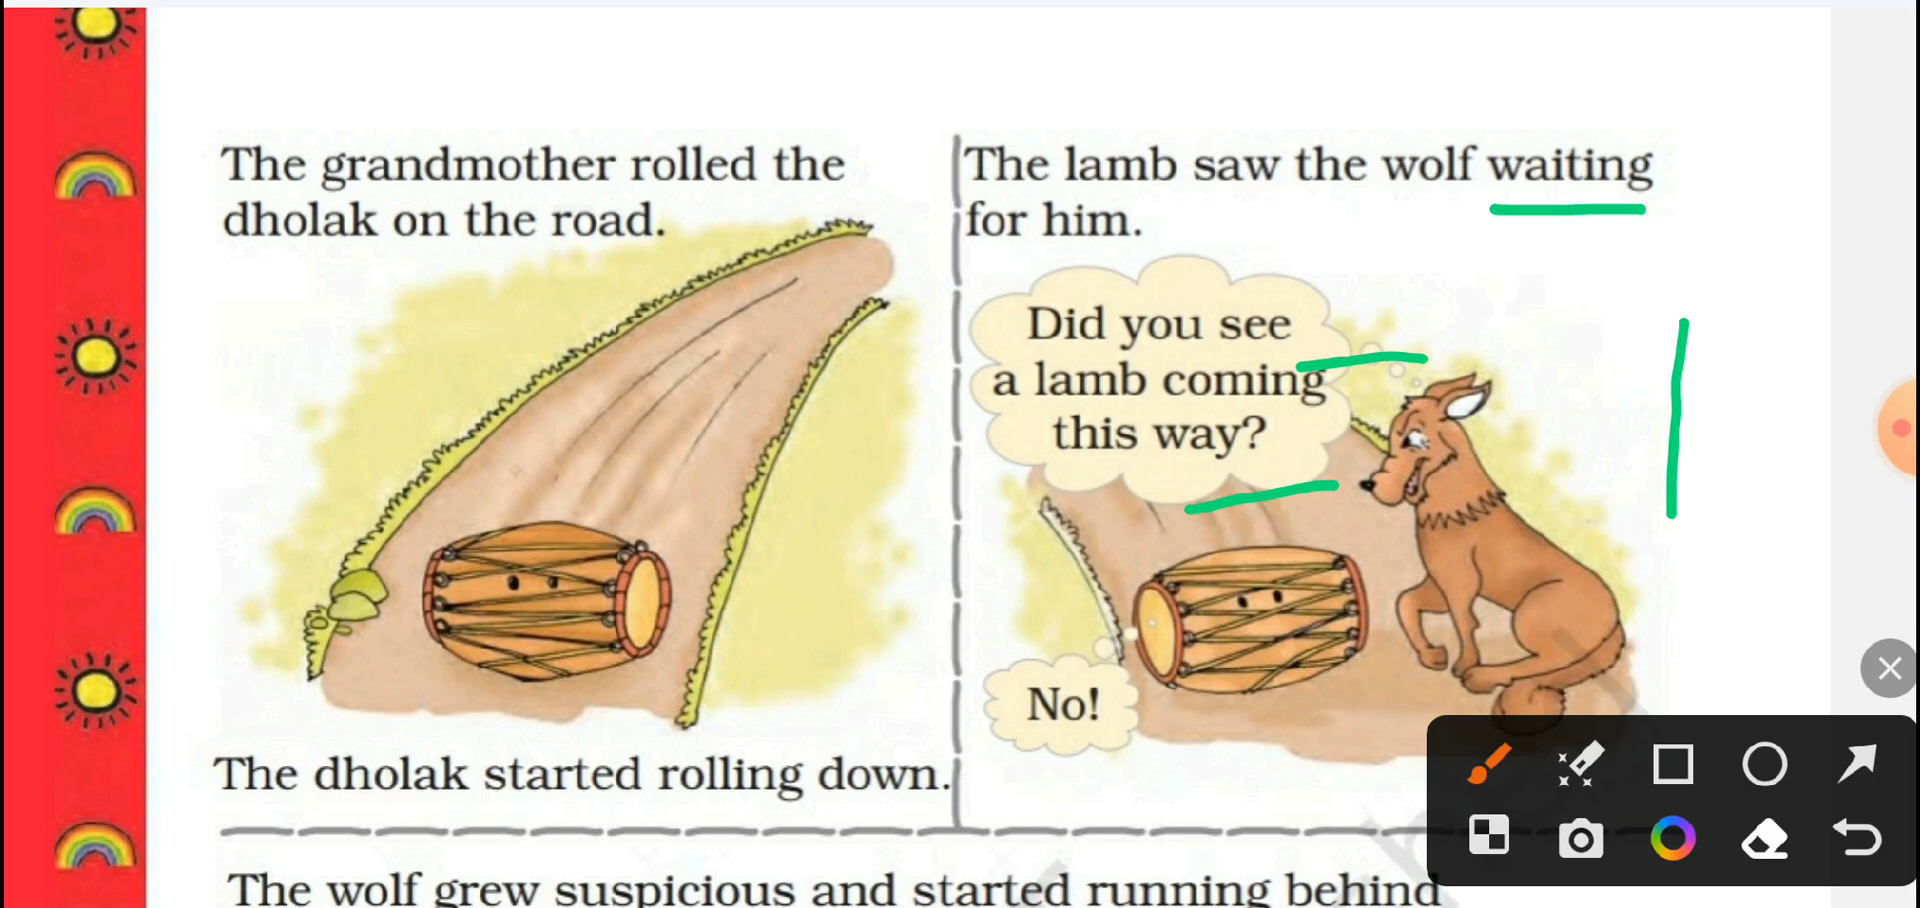 The grandmother rolled the
dholak on the road.
The dholak started rolling down.
The lamb saw the wolf waiting
for him.
Did you see
a lamb coming
this way?
No!
The wolf grew suspicious and started running behind